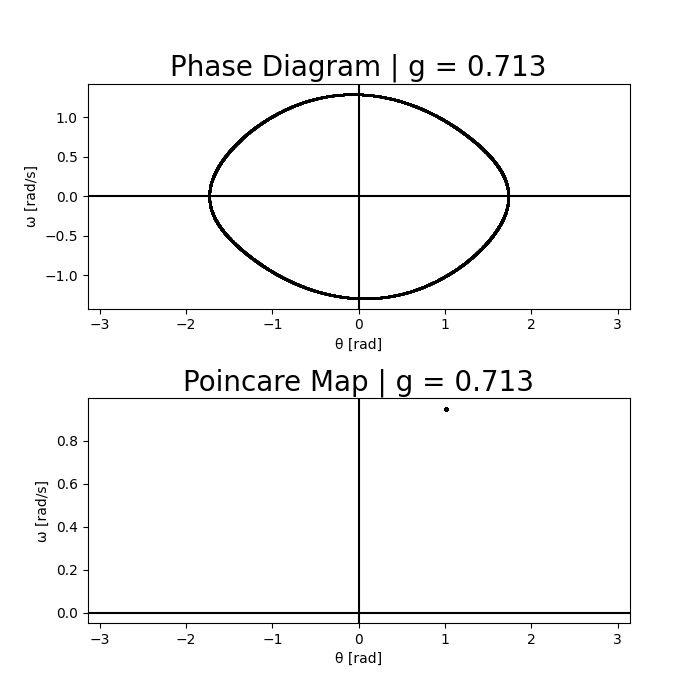 Phase Diagram | g = 0.713
1.0
0.5
0.0
−0.5
−1.0
ω [rad/s]
−3 −2 −1 0 1 2 3
θ [rad]
Poincare Map | g = 0.713
0.8
0.6
0.4
0.2
0.0
ω [rad/s]
−3 −2 −1 0 1 2 3
θ [rad]